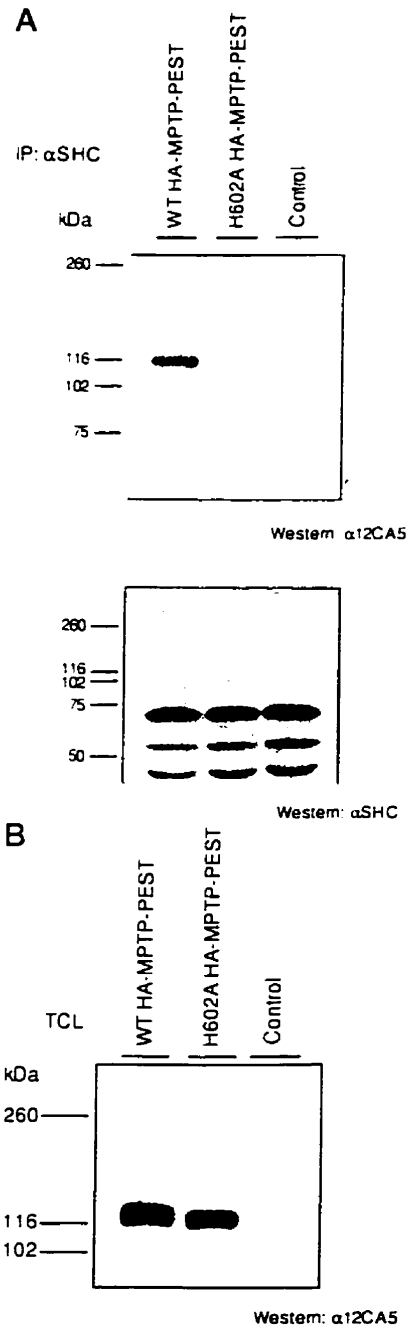 A
WT HA-MPTP-PEST
H602A HA-MPTP-PEST
Control
IP: αSHC
kDa
260
116
102
75
Western α12CA5
260
116
102
75
50
Western: αSHC
B
WT HA-MPTP-PEST
H602A HA-MPTP-PEST
Control
TCL
kDa
260
116
102
Western: α12CA5